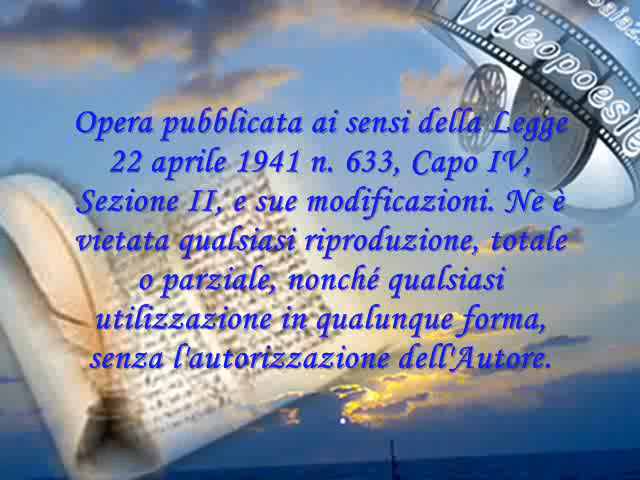 Videopoesie
Opera pubblicata ai sensi della Legge
22 aprile 1941 n. 633, Capo IV,
Sezione II, e sue modificazioni. Ne è
vietata qualsiasi riproduzione, totale
o parziale, nonché qualsiasi
utilizzazione in qualunque forma,
senza l'autorizzazione dell'Autore.